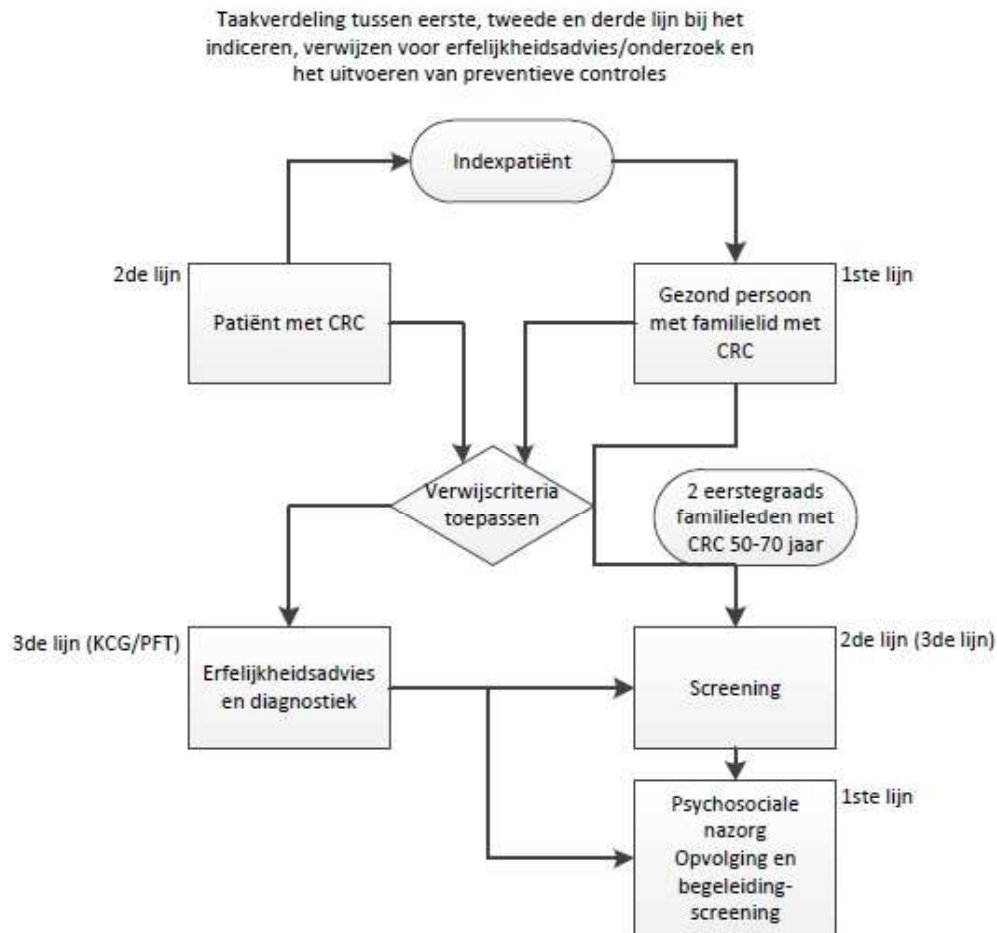 Taakverdeling tussen eerste, tweede en derde lijn bij het
indiceren, verwijzen voor erfelijkheidsadvies/onderzoek en
het uitvoeren van preventieve controles
Indexpatiënt
2de lijn
Patiënt met CRC
1ste lijn
Gezond persoon
met familielid met
CRC
Verwijscriteria
toepassen
2 eerstegraads
familieleden met
CRC 50-70 jaar
3de lijn (KCG/PFT)
Erfelijkheidsadvies
en diagnostiek
2de lijn (3de lijn)
Screening
1ste lijn
Psychosociale
nazorg
Opvolging en
begeleiding-
screening